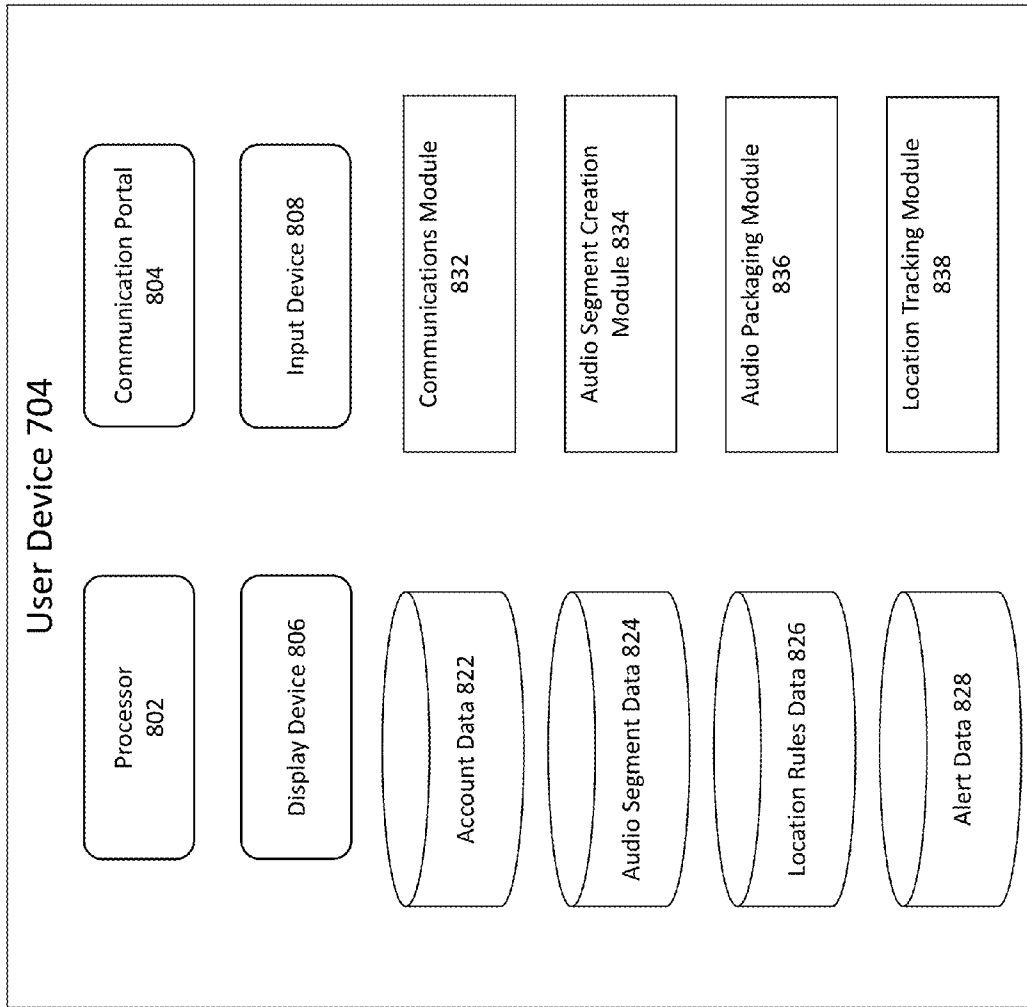 User Device 704
Processor
802
Communication Portal
804
Display Device 806
Input Device 808
Account Data 822
Communications Module
832
Audio Segment Data 824
Audio Segment Creation
Module 834
Location Rules Data 826
Audio Packaging Module
836
Alert Data 828
Location Tracking Module
838